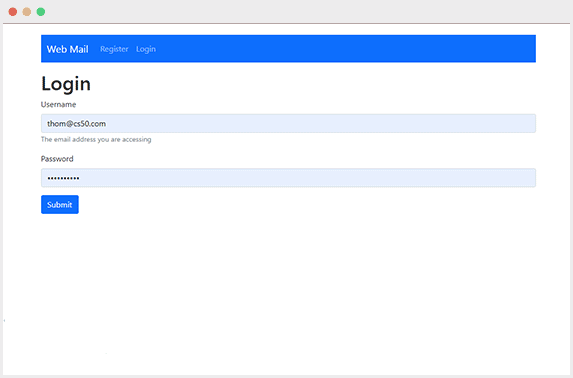 Web Mail Register Login
Login
Username
thom@cs50.com
The email address you are accessing
Password
••••••••••
Submit